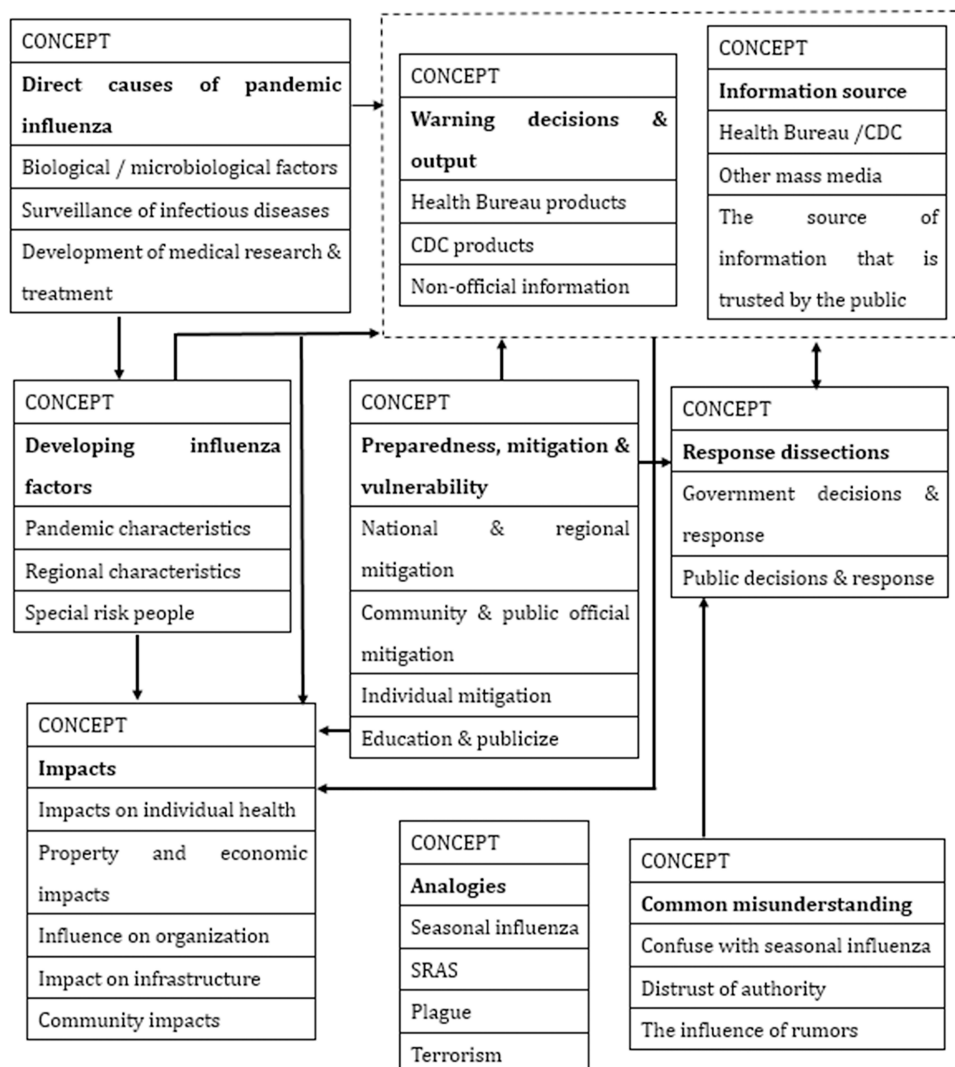 CONCEPT
Direct causes of pandemic
influenza
Biological / microbiological factors
Surveillance of infectious diseases
Development of medical research &
treatment
CONCEPT
Warning decisions &
output
Health Bureau products
CDC products
Non-official information
CONCEPT
Information source
Health Bureau /CDC
Other mass media
The source of
information that is
trusted by the public
CONCEPT
Developing influenza
factors
Pandemic characteristics
Regional characteristics
Special risk people
CONCEPT
Preparedness, mitigation &
vulnerability
National & regional
mitigation
Community & public official
mitigation
Individual mitigation
Education & publicize
CONCEPT
Response dissections
Government decisions &
response
Public decisions & response
CONCEPT
Impacts
Impacts on individual health
Property and economic
impacts
Influence on organization
Impact on infrastructure
Community impacts
CONCEPT
Analogies
Seasonal influenza
SRAS
Plague
Terrorism
CONCEPT
Common misunderstanding
Confuse with seasonal influenza
Distrust of authority
The influence of rumors